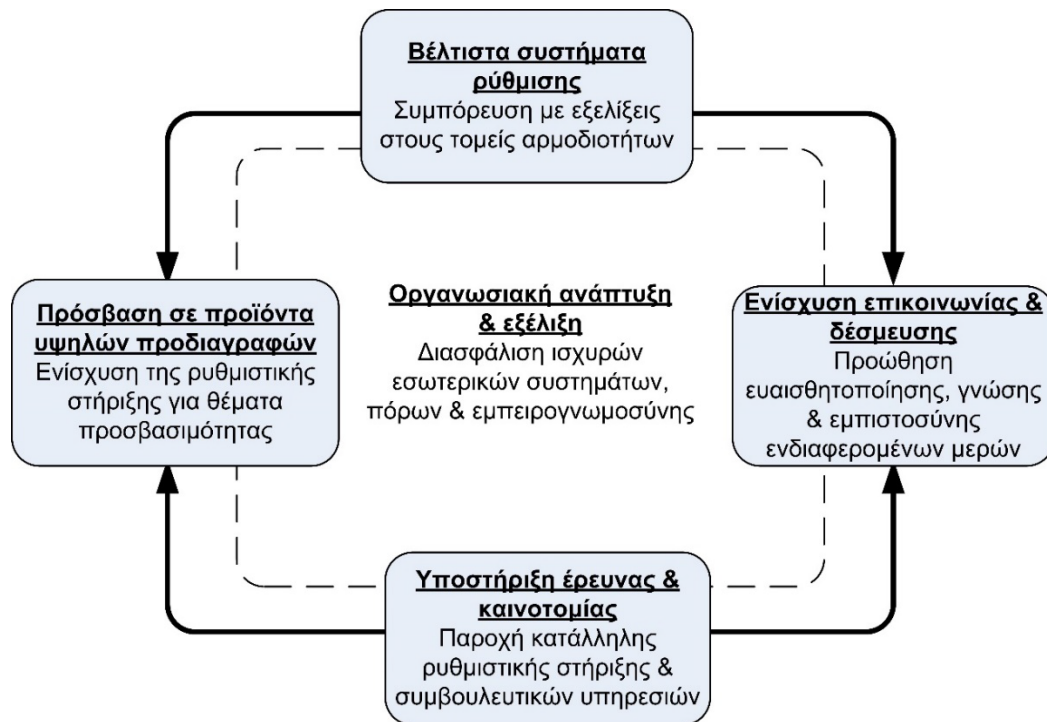 Βέλτιστα συστήματα
ρύθμισης
Συμπόρευση με εξελίξεις
στους τομείς αρμοδιοτήτων
Πρόσβαση σε προϊόντα
υψηλών προδιαγραφών
Ενίσχυση της ρυθμιστικής
στήριξης για θέματα
προσβασιμότητας
Οργανωσιακή ανάπτυξη
& εξέλιξη
Διασφάλιση ισχυρών
εσωτερικών συστημάτων,
πόρων & εμπειρογνωμοσύνης
Ενίσχυση επικοινωνίας &
δέσμευσης
Προώθηση
ευαισθητοποίησης, γνώσης
& εμπιστοσύνης
ενδιαφερομένων μερών
Υποστήριξη έρευνας &
καινοτομίας
Παροχή κατάλληλης
ρυθμιστικής στήριξης &
συμβουλευτικών υπηρεσιών